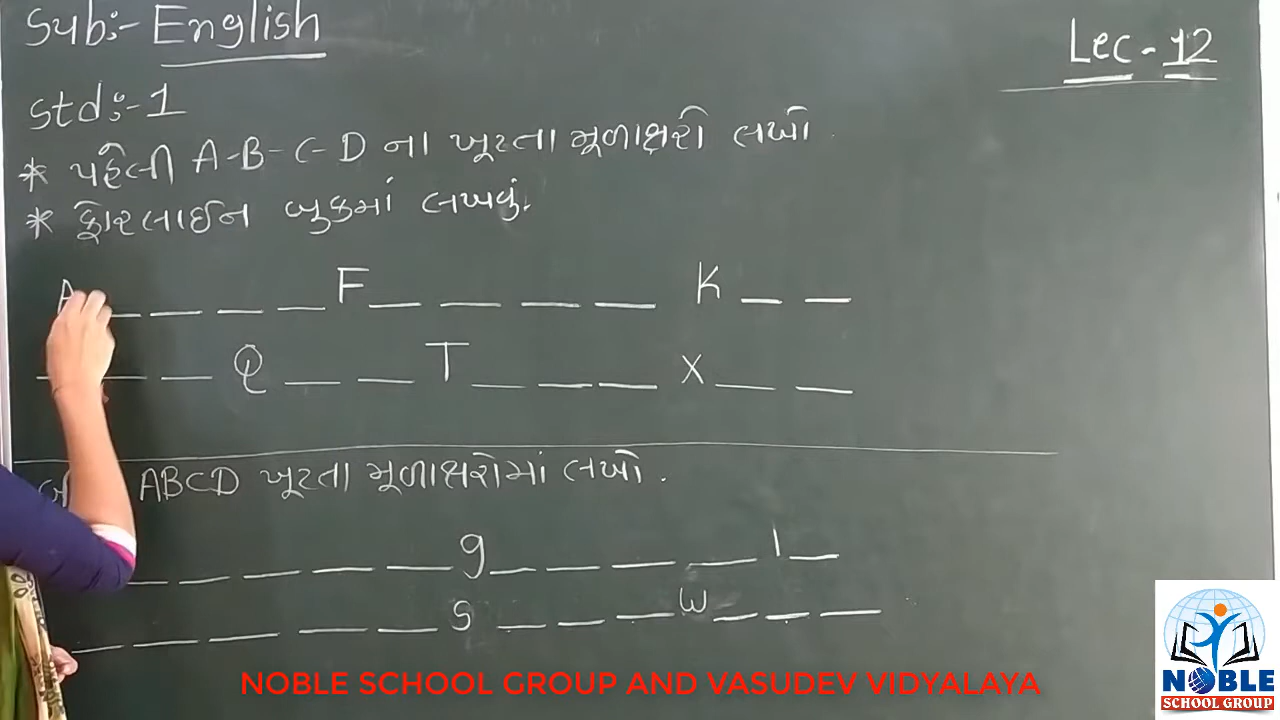 Sub:- English
Lec - 12
Std:- 1
* પહેલી A-B-C-D ના ખૂટતા મૂળાક્ષરો લખો.
* ફોરલાઈન બુકમાં લખવું.
A _ _ _ _ F _ _ _ _ K _ _
_ _ _ Q _ _ T _ _ _ X _ _
ABCD ખૂટતા મૂળાક્ષરોમાં લખો.
_ _ _ _ _ g _ _ _ _ l _
_ _ _ _ _ s _ _ _ w _ _ _
NOBLE SCHOOL GROUP AND VASUDEV VIDYALAYA
NOBLE
SCHOOL GROUP